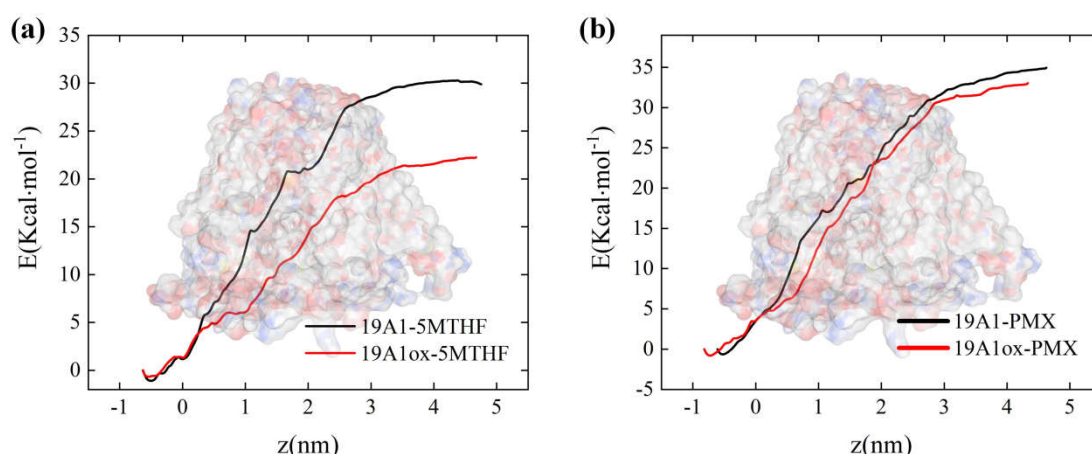 (a)
35
30
25
20
15
10
5
0
E(Kcal·mol⁻¹)
19A1-5MTHF
19A1ox-5MTHF
-1 0 1 2 3 4 5
z(nm)
(b)
35
30
25
20
15
10
5
0
-5
E(Kcal·mol⁻¹)
19A1-PMX
19A1ox-PMX
-1 0 1 2 3 4 5
z(nm)